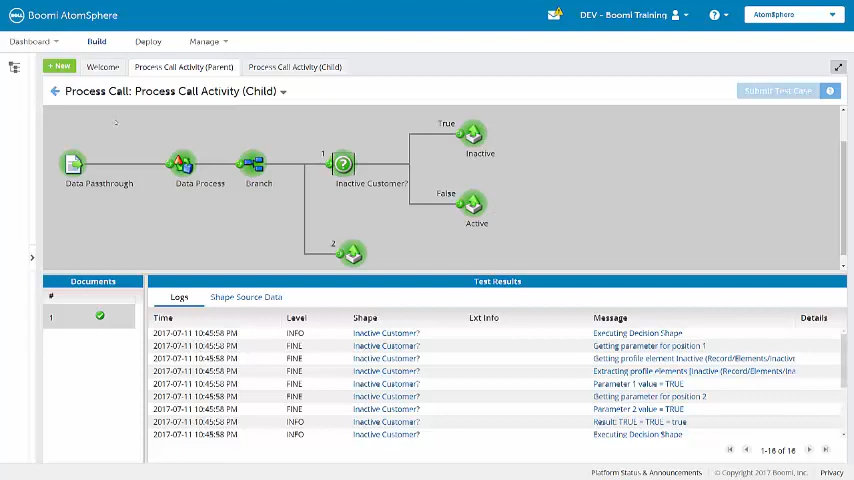 DELL Boomi AtomSphere
DEV - Boomi Training
AtomSphere
Dashboard Build Deploy Manage
+ New Welcome Process Call Activity (Parent) Process Call Activity (Child)
Process Call: Process Call Activity (Child)
Submit Test Case
True
1
Inactive
Data Passthrough Data Process Branch Inactive Customer?
False
Active
2
Documents
Test Results
# Logs Shape Source Data
1
Time Level Shape Ext Info Message Details
2017-07-11 10:45:58 PM INFO Inactive Customer? Executing Decision Shape
2017-07-11 10:45:58 PM FINE Inactive Customer? Getting parameter for position 1
2017-07-11 10:45:58 PM FINE Inactive Customer? Getting profile element Inactive (Record/Elements/Inactiv
2017-07-11 10:45:58 PM FINE Inactive Customer? Extracting profile elements [Inactive (Record/Elements/Ina
2017-07-11 10:45:58 PM FINE Inactive Customer? Parameter 1 value = TRUE
2017-07-11 10:45:58 PM FINE Inactive Customer? Getting parameter for position 2
2017-07-11 10:45:58 PM FINE Inactive Customer? Parameter 2 value = TRUE
2017-07-11 10:45:58 PM INFO Inactive Customer? Result: TRUE = TRUE = true
2017-07-11 10:45:58 PM INFO Inactive Customer? Executing Decision Shape
1-16 of 16
Platform Status & Announcements © Copyright 2017 Boomi, Inc. Privacy